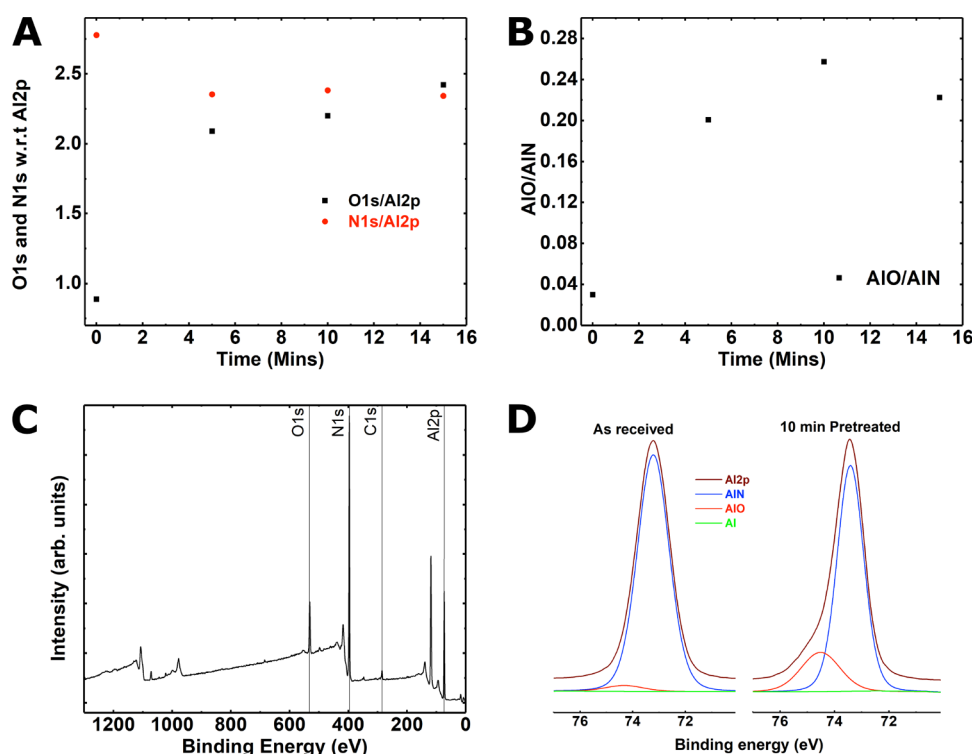 A
O1s and N1s w.r.t Al2p
2.5
2.0
1.5
1.0
O1s/Al2p
N1s/Al2p
0 2 4 6 8 10 12 14 16
Time (Mins)
B
AlO/AlN
0.28
0.24
0.20
0.16
0.12
0.08
0.04
0.00
AlO/AlN
0 2 4 6 8 10 12 14 16
Time (Mins)
C
Intensity (arb. units)
O1s
N1s
C1s
Al2p
1200 1000 800 600 400 200 0
Binding Energy (eV)
D
As received
10 min Pretreated
Al2p
AlN
AlO
Al
76 74 72
76 74 72
Binding energy (eV)